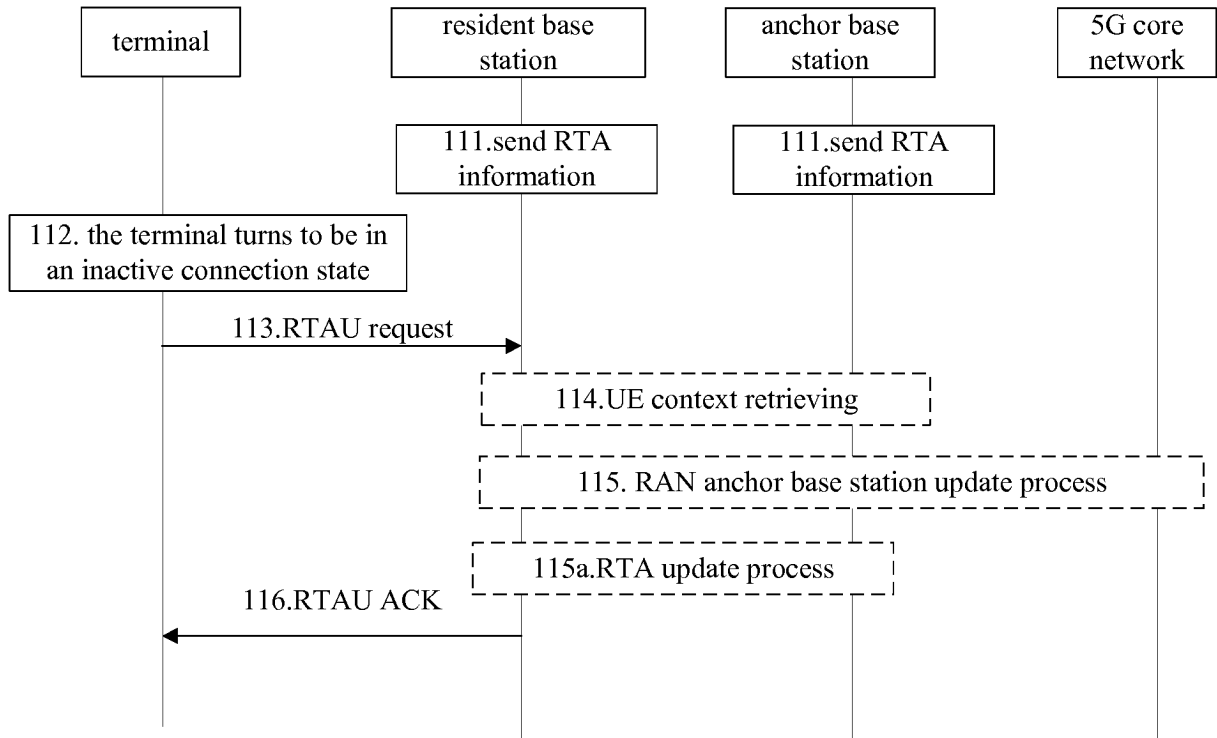 terminal
resident base
station
anchor base
station
5G core
network
111.send RTA
information
111.send RTA
information
112. the terminal turns to be in
an inactive connection state
113.RTAU request
114.UE context retrieving
115. RAN anchor base station update process
115a.RTA update process
116.RTAU ACK